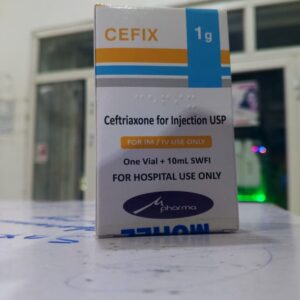 CEFIX 1g
Ceftriaxone for Injection USP
FOR IM / IV USE ONLY
One Vial + 10mL SWFI
FOR HOSPITAL USE ONLY
pharma